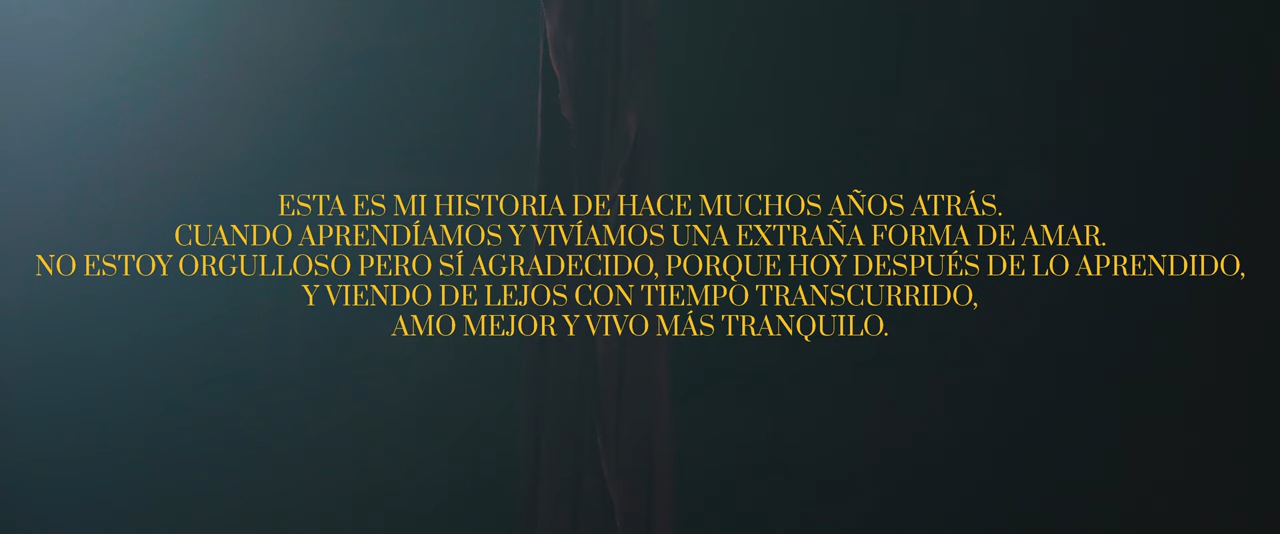 ESTA ES MI HISTORIA DE HACE MUCHOS AÑOS ATRÁS.
CUANDO APRENDÍAMOS Y VIVÍAMOS UNA EXTRAÑA FORMA DE AMAR.
NO ESTOY ORGULLOSO PERO SÍ AGRADECIDO, PORQUE HOY DESPUÉS DE LO APRENDIDO,
Y VIENDO DE LEJOS CON TIEMPO TRANSCURRIDO,
AMO MEJOR Y VIVO MÁS TRANQUILO.